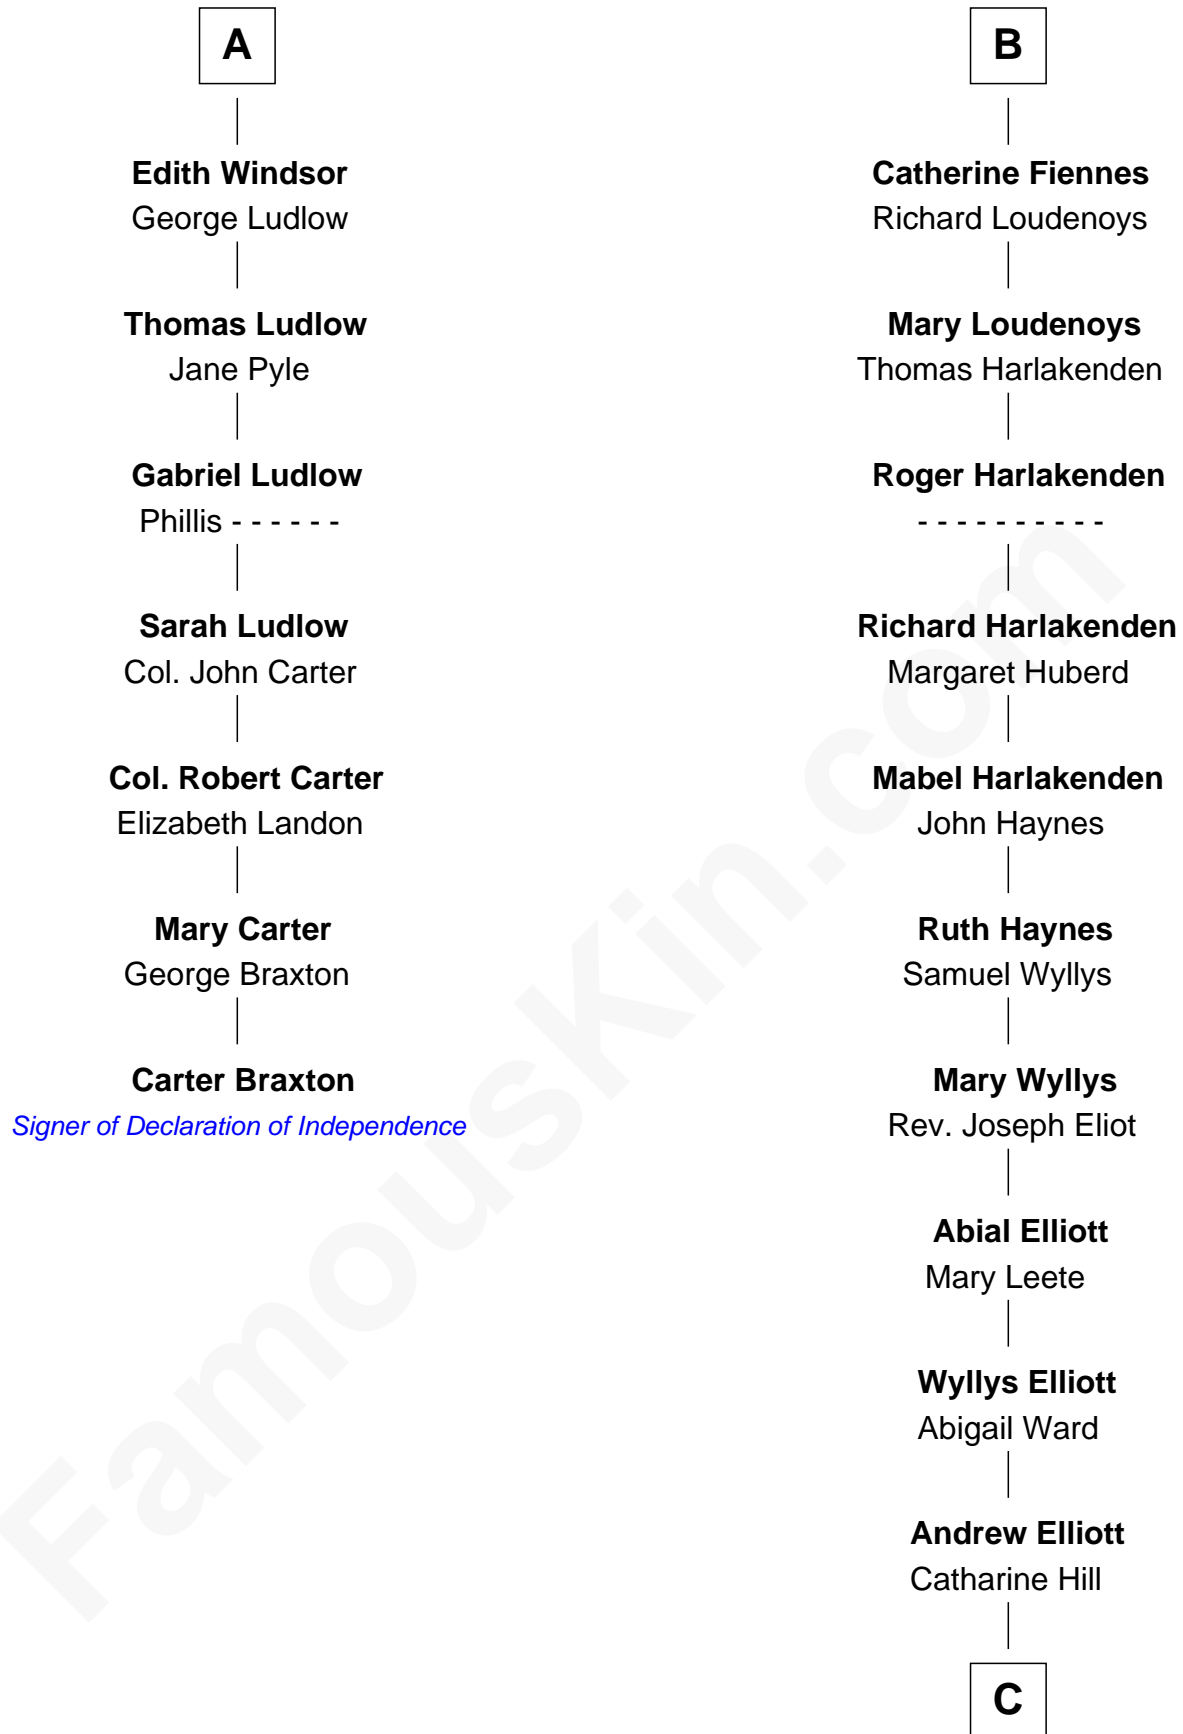 A
Edith Windsor
George Ludlow
Thomas Ludlow
Jane Pyle
Gabriel Ludlow
Phillis - - - - - -
Sarah Ludlow
Col. John Carter
Col. Robert Carter
Elizabeth Landon
Mary Carter
George Braxton
Carter Braxton
Signer of Declaration of Independence
B
Catherine Fiennes
Richard Loudenoys
Mary Loudenoys
Thomas Harlakenden
Roger Harlakenden
- - - - - - - - - -
Richard Harlakenden
Margaret Huberd
Mabel Harlakenden
John Haynes
Ruth Haynes
Samuel Wyllys
Mary Wyllys
Rev. Joseph Eliot
Abial Elliott
Mary Leete
Wyllys Elliott
Abigail Ward
Andrew Elliott
Catharine Hill
C
FamousKin.com